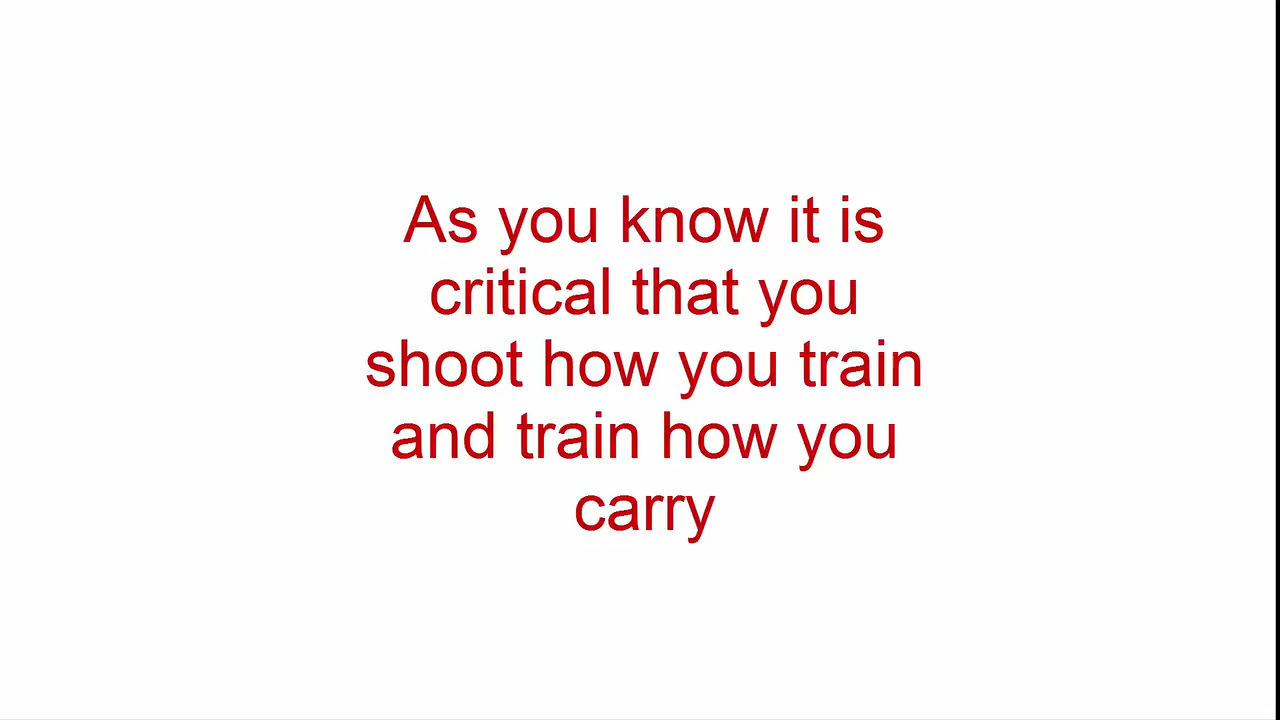 As you know it is
critical that you
shoot how you train
and train how you
carry